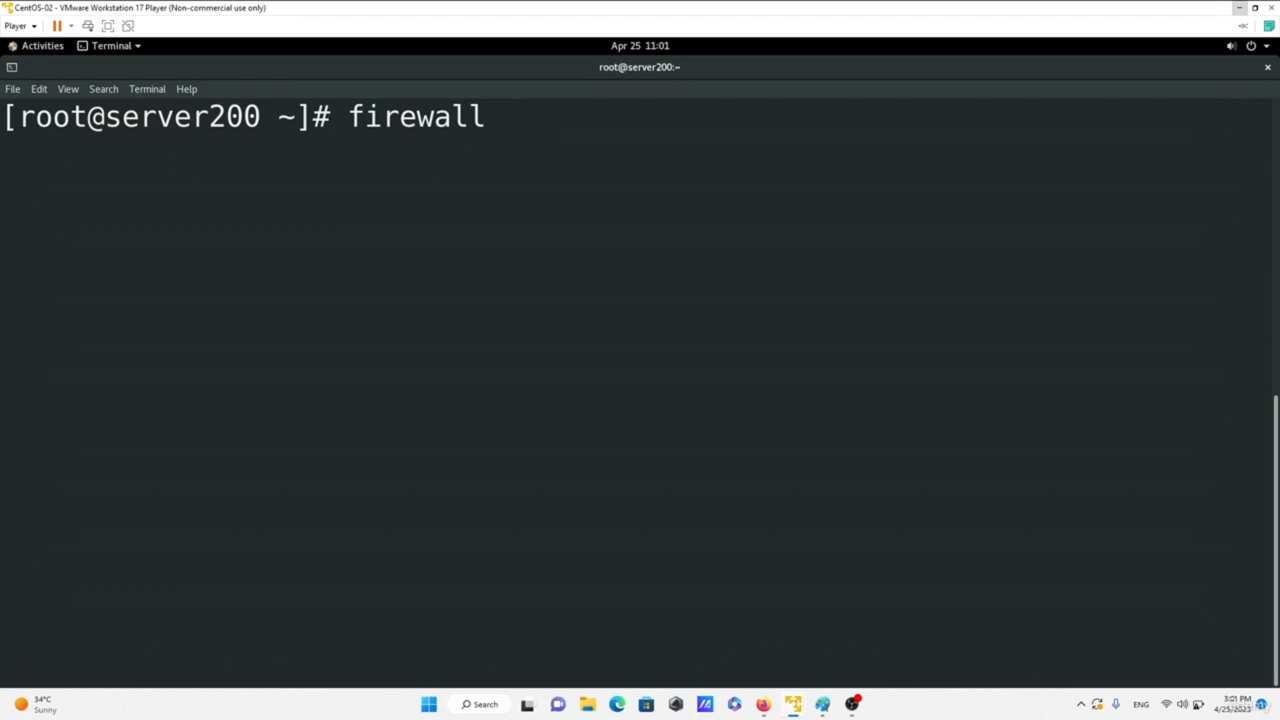 CentOS-02 - VMware Workstation 17 Player (Non-commercial use only)
Player
Activities Terminal Apr 25 11:01
root@server200:~
File Edit View Search Terminal Help
[root@server200 ~]# firewall
34°C
Sunny
Search
ENG
3:01 PM
4/25/2023